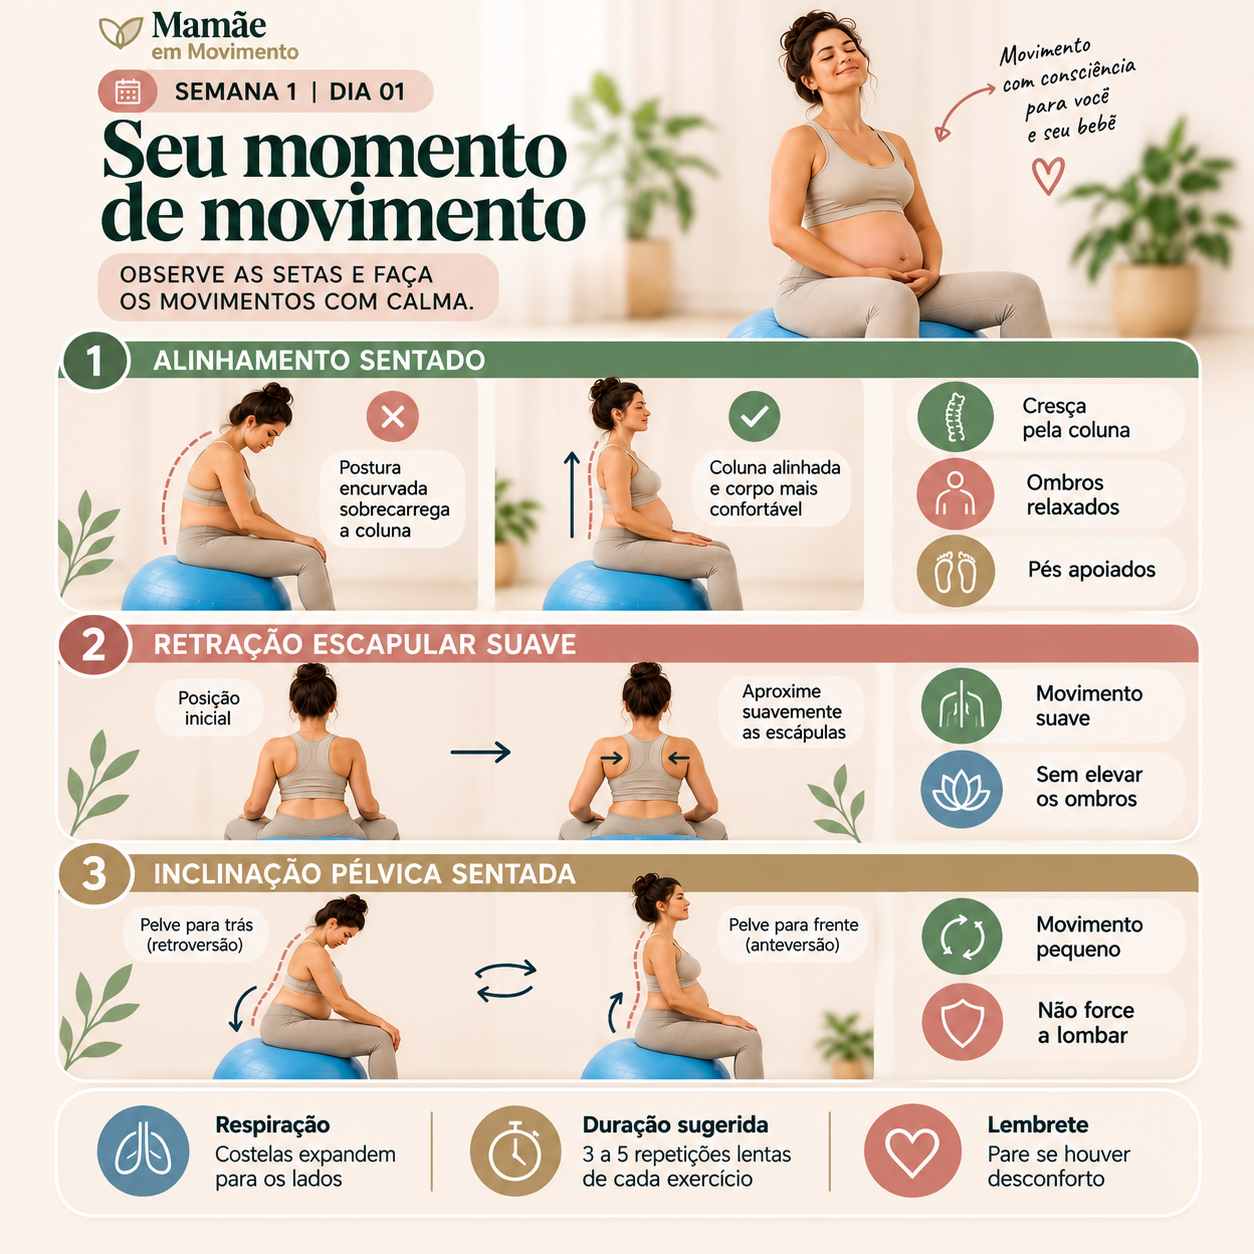 Mamãe
em Movimento
SEMANA 1 | DIA 01
Seu momento
de movimento
OBSERVE AS SETAS E FAÇA
OS MOVIMENTOS COM CALMA.
Movimento
com consciência
para você
e seu bebê
1
ALINHAMENTO SENTADO
Postura
encurvada
sobrecarrega
a coluna
Coluna alinhada
e corpo mais
confortável
Cresça
pela coluna
Ombros
relaxados
Pés apoiados
2
RETRAÇÃO ESCAPULAR SUAVE
Posição
inicial
Aproxime
suavemente
as escápulas
Movimento
suave
Sem elevar
os ombros
3
INCLINAÇÃO PÉLVICA SENTADA
Pelve para trás
(retroversão)
Pelve para frente
(anteversão)
Movimento
pequeno
Não force
a lombar
Respiração
Costelas expandem
para os lados
Duração sugerida
3 a 5 repetições lentas
de cada exercício
Lembrete
Pare se houver
desconforto